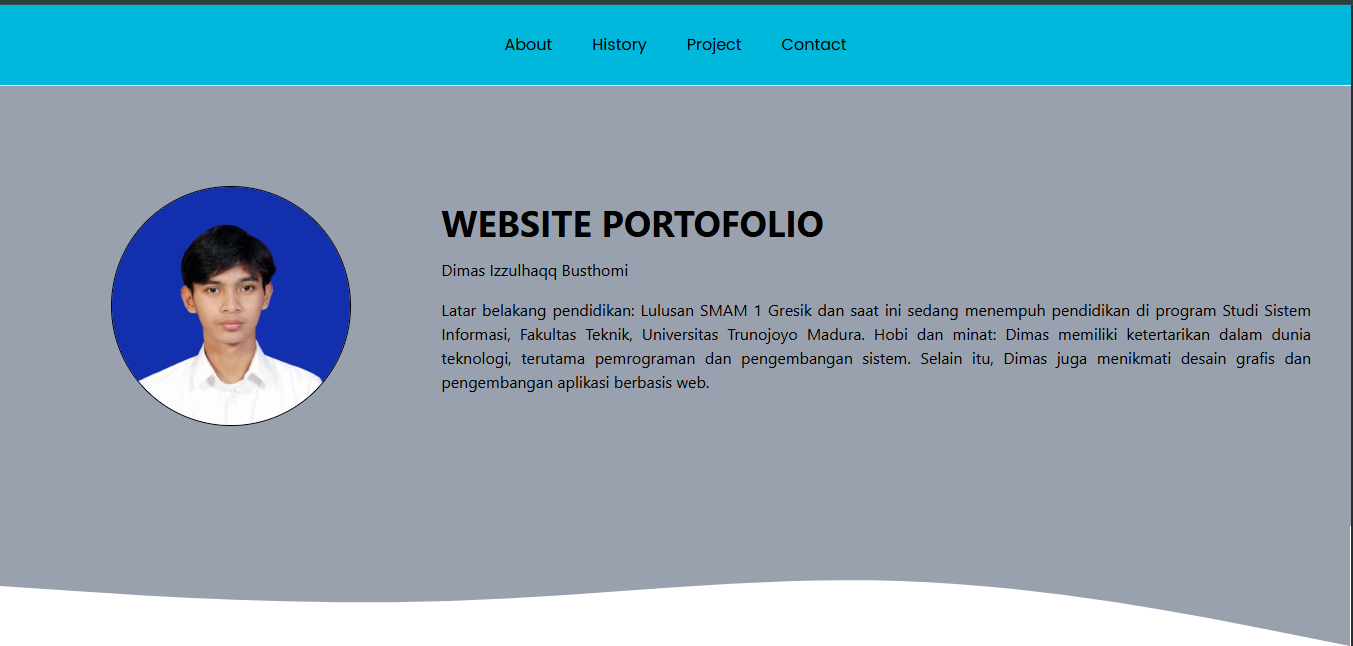 About History Project Contact
WEBSITE PORTOFOLIO
Dimas Izzulhaqq Busthomi
Latar belakang pendidikan: Lulusan SMAM 1 Gresik dan saat ini sedang menempuh pendidikan di program Studi Sistem
Informasi, Fakultas Teknik, Universitas Trunojoyo Madura. Hobi dan minat: Dimas memiliki ketertarikan dalam dunia
teknologi, terutama pemrograman dan pengembangan sistem. Selain itu, Dimas juga menikmati desain grafis dan
pengembangan aplikasi berbasis web.